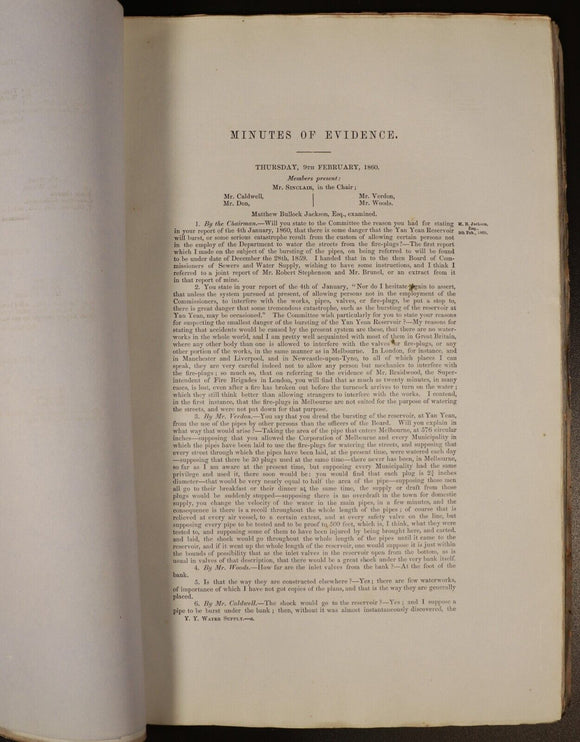 MINUTES OF EVIDENCE.
THURSDAY, 9TH FEBRUARY, 1860.
Members present:
Mr. SINCLAIR, in the Chair;
Mr. Caldwell,
Mr. Don,
Mr. Verdon,
Mr. Woods.
Matthew Bullock Jackson, Esq., examined.
1. By the Chairman.—Will you state to the Committee the reason you had for stating
M. B. Jackson,
Esq.,
9th Feb., 1860.
in your report of the 4th January, 1860, that there is some danger that the Yan Yean Reservoir
will burst, or some serious catastrophe result from the custom of allowing certain persons not
in the employ of the Department to water the streets from the fire-plugs?—The first report
which I made on the subject of the bursting of the pipes, on being referred to will be found
to be under date of December the 28th, 1859. I handed that in to the then Board of Com-
missioners of Sewers and Water Supply, wishing to have some instructions, and I think I
referred to a joint report of Mr. Robert Stephenson and Mr. Brunel, or an extract from it
in that report of mine.
2. You state in your report of the 4th of January, "Nor do I hesitate again to assert,
that unless the system pursued at present, of allowing persons not in the employment of the
Commissioners, to interfere with the works, pipes, valves, or fire-plugs, be put a stop to,
there is great danger that some tremendous catastrophe, such as the bursting of the reservoir at
Yan Yean, may be occasioned." The Committee wish particularly for you to state your reasons
for supporting the smallest danger of the bursting of the Yan Yean Reservoir?—My reasons for
stating that accidents would be caused by the present system are these, that there are no water-
works in the world, and I am pretty well acquainted with most of these in Great Britain,
where any other body than one is allowed to interfere with the valves or fire-plugs, or any
other portion of the works, in the same manner as in Melbourne. In London, for instance, and
in Manchester and Liverpool, and in Newcastle-upon-Tyne, to all of which places I can
speak, they are very careful indeed not to allow any person but mechanics to interfere with
the fire-plugs; so much so, that on referring to the evidence of Mr. Braidwood, the Super-
intendent of Fire Brigades in London, you will find that as much as twenty minutes, in many
cases, is lost, even after a fire has broken out before the turncock arrives to turn on the water;
which they still think better than allowing strangers to interfere with the works. I contend,
in the first instance, that the fire-plugs in Melbourne are not suited for the purpose of watering
the streets, and were not put down for that purpose.
3. By Mr. Verdon.—You say that you dread the bursting of the reservoir, at Yan Yean,
from the use of the pipes by other persons than the officers of the Board. Will you explain in
what way that would arise?—Taking the area of the pipe that enters Melbourne, at 576 circular
inches—supposing that you allowed the Corporation of Melbourne and every Municipality in
which the pipes have been laid to use the fire-plugs for watering the streets, and supposing that
every street through which the pipes have been laid, at the present time, were watered each day
—supposing that there be 30 plugs used at the same time—there never has been, in Melbourne,
so far as I am aware at the present time, but supposing every Municipality had the same
privilege and used it, there soon would be; you would find that each plug is 2¾ inches
diameter—that would be very nearly equal to half the area of the pipe—supposing those men
all go to their breakfast or their dinner at the same time, the supply or draft from those
plugs would be suddenly stopped—supposing there is no overdraft in the town for domestic
supply, you change the velocity of the water in the main pipes, in a few minutes, and the
consequence is there is a recoil throughout the whole length of the pipes; of course that is
relieved at every air vessel, to a certain extent, and at every safety valve on the line, but
supposing every pipe to be tested and to be proof to 500 feet, which is, I think, what they were
tested to, and supposing some of them to have been injured by being brought here, and carted,
and laid, the shock would go throughout the whole length of the pipes until it came to the
reservoir, and if it went up the whole length of the reservoir, one would suppose it is just within
the bounds of possibility that as the inlet valves in the reservoir open from the bottom, as is
usual in valves of that description, that there would be a great shock under the very bank itself.
4. By Mr. Woods.—How far are the inlet valves from the bank?—At the foot of the
bank.
5. Is that the way they are constructed elsewhere?—Yes; there are few waterworks,
of importance of which I have not got copies of the plans, and that is the way they are generally
placed.
6. By Mr. Caldwell.—The shock would go to the reservoir?—Yes; and I suppose a
pipe to be burst under the bank; then, without it was almost instantaneously discovered, the
Y. Y. WATER SUPPLY.—a.